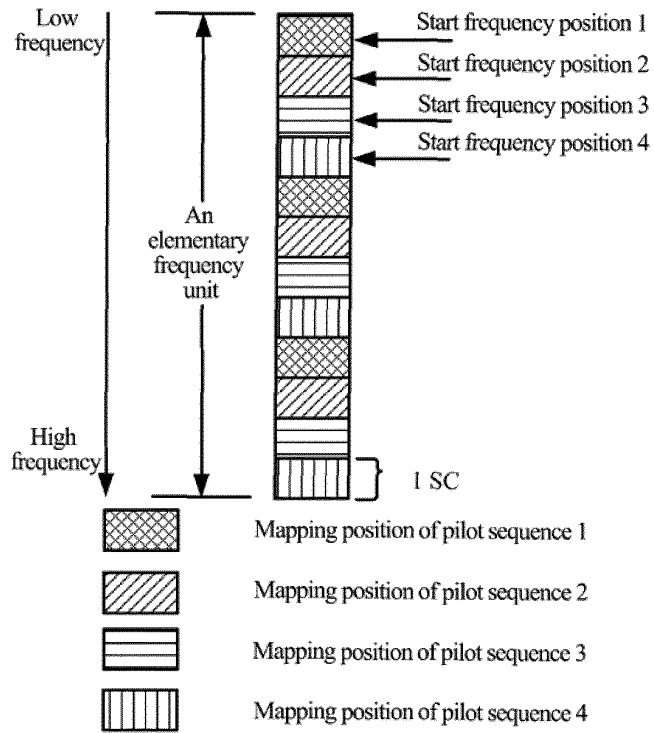 Low
frequency
Start frequency position 1
Start frequency position 2
Start frequency position 3
Start frequency position 4
An
elementary
frequency
unit
High
frequency
1 SC
Mapping position of pilot sequence 1
Mapping position of pilot sequence 2
Mapping position of pilot sequence 3
Mapping position of pilot sequence 4